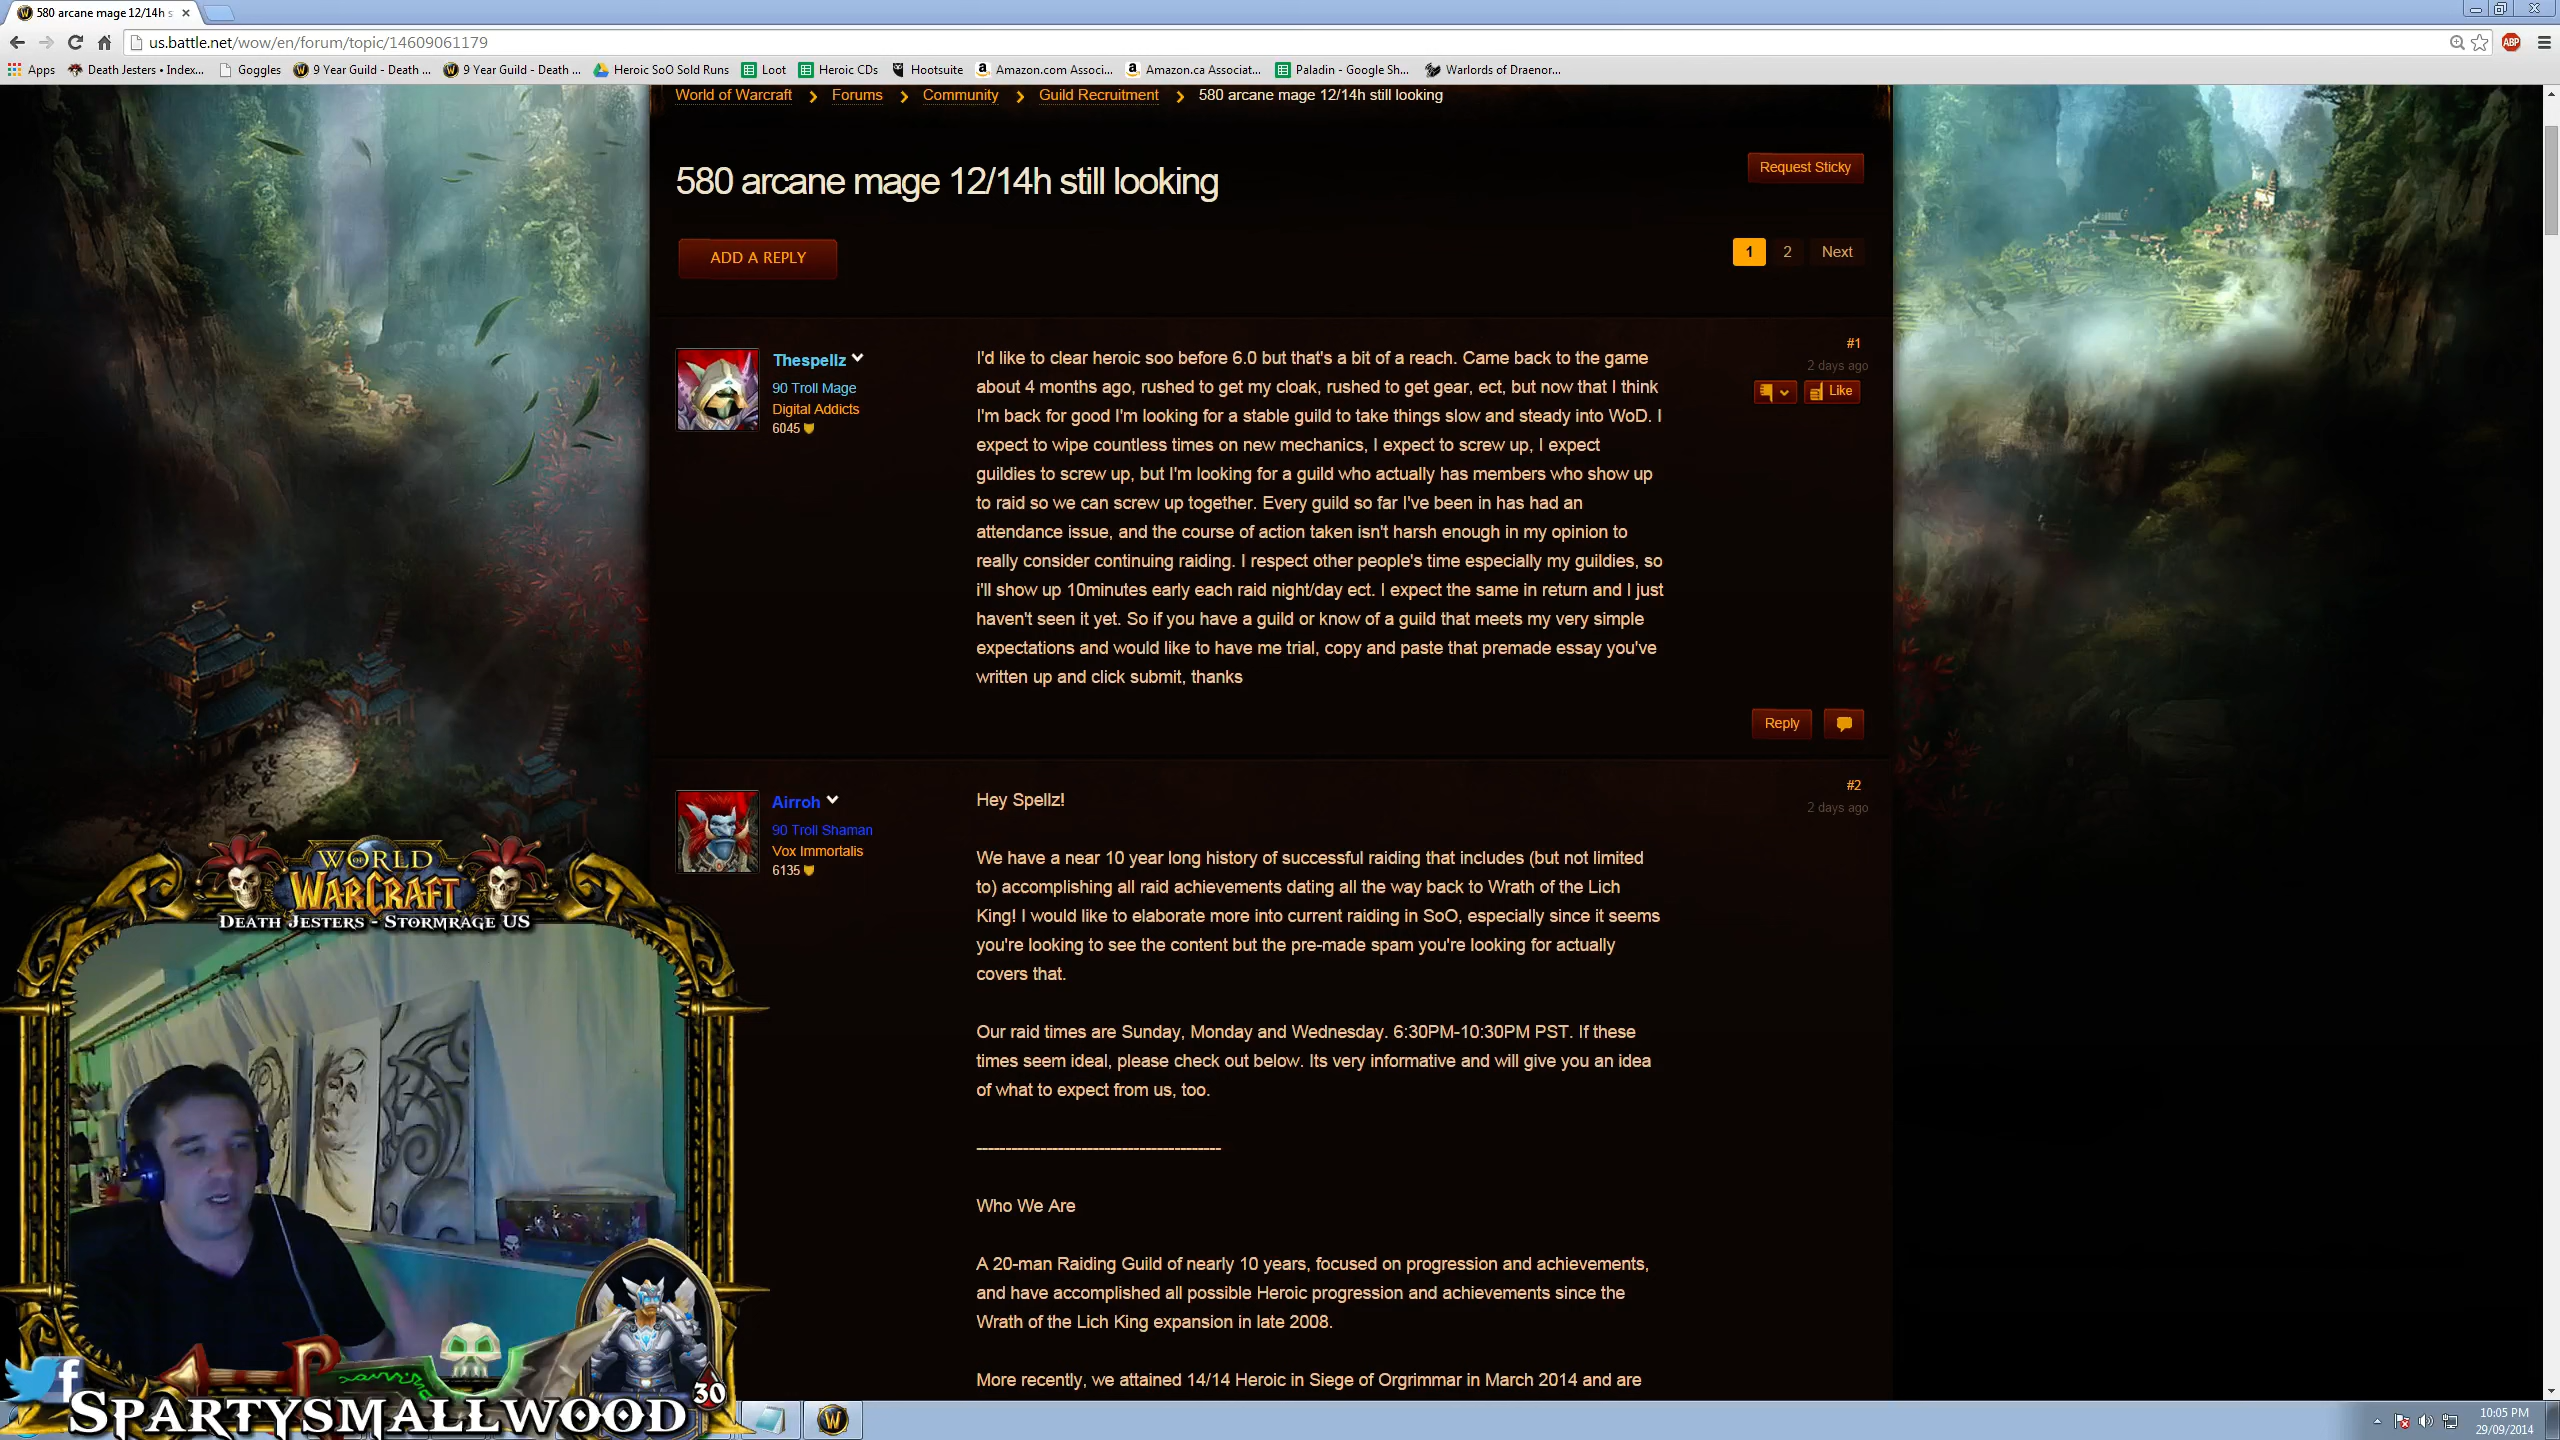 580 arcane mage 12/14h s
us.battle.net/wow/en/forum/topic/14609061179
ABP
Apps
Death Jesters • Index...
Goggles
9 Year Guild - Death ...
9 Year Guild - Death ...
Heroic SoO Sold Runs
Loot
Heroic CDs
Hootsuite
Amazon.com Associ...
Amazon.ca Associat...
Paladin - Google Sh...
Warlords of Draenor...
World of Warcraft
Forums
Community
Guild Recruitment
580 arcane mage 12/14h still looking
580 arcane mage 12/14h still looking
Request Sticky
ADD A REPLY
1 2 Next
Thespellz
90 Troll Mage
Digital Addicts
6045
I'd like to clear heroic soo before 6.0 but that's a bit of a reach. Came back to the game
about 4 months ago, rushed to get my cloak, rushed to get gear, ect, but now that I think
I'm back for good I'm looking for a stable guild to take things slow and steady into WoD. I
expect to wipe countless times on new mechanics, I expect to screw up, I expect
guildies to screw up, but I'm looking for a guild who actually has members who show up
to raid so we can screw up together. Every guild so far I've been in has had an
attendance issue, and the course of action taken isn't harsh enough in my opinion to
really consider continuing raiding. I respect other people's time especially my guildies, so
i'll show up 10minutes early each raid night/day ect. I expect the same in return and I just
haven't seen it yet. So if you have a guild or know of a guild that meets my very simple
expectations and would like to have me trial, copy and paste that premade essay you've
written up and click submit, thanks
#1
2 days ago
Like
Reply
Airroh
90 Troll Shaman
Vox Immortalis
6135
Hey Spellz!
We have a near 10 year long history of successful raiding that includes (but not limited
to) accomplishing all raid achievements dating all the way back to Wrath of the Lich
King! I would like to elaborate more into current raiding in SoO, especially since it seems
you're looking to see the content but the pre-made spam you're looking for actually
covers that.
Our raid times are Sunday, Monday and Wednesday. 6:30PM-10:30PM PST. If these
times seem ideal, please check out below. Its very informative and will give you an idea
of what to expect from us, too.
------------------------------------------
Who We Are
A 20-man Raiding Guild of nearly 10 years, focused on progression and achievements,
and have accomplished all possible Heroic progression and achievements since the
Wrath of the Lich King expansion in late 2008.
More recently, we attained 14/14 Heroic in Siege of Orgrimmar in March 2014 and are
#2
2 days ago
WORLD
OF
WARCRAFT
DEATH JESTERS - STORMRAGE US
30
SPARTYSMALLWOOD
10:05 PM
29/09/2014